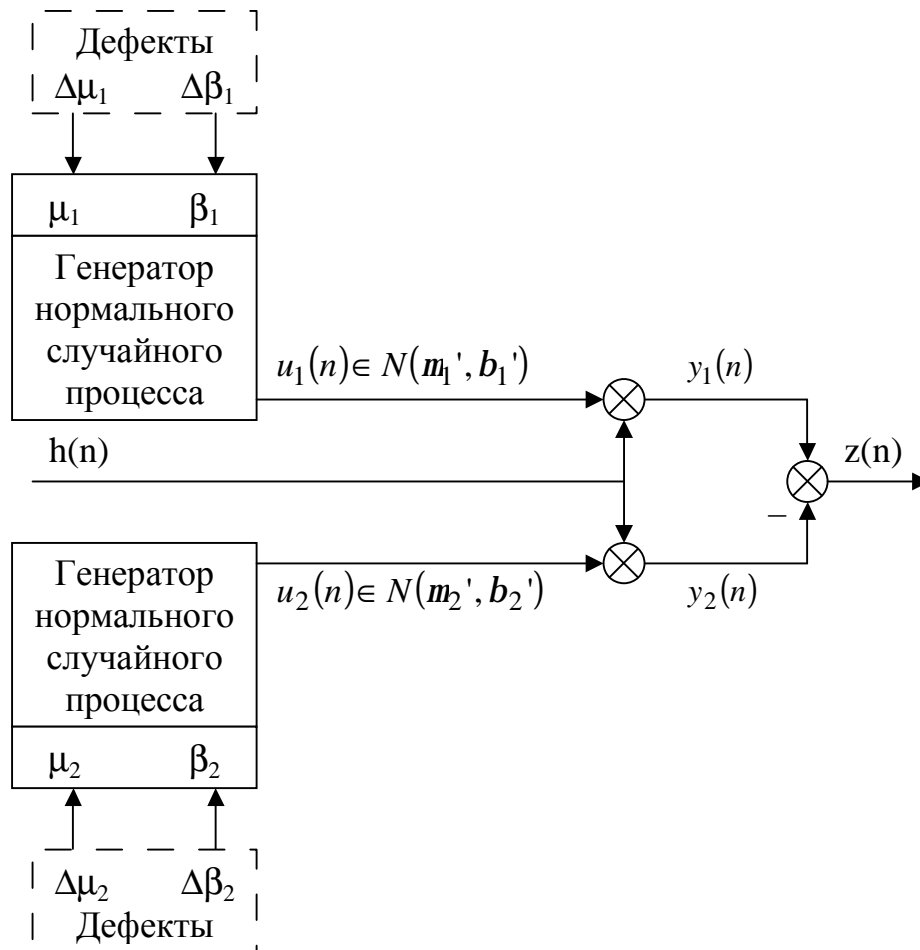 Дефекты
Δμ₁ Δβ₁
μ₁ β₁
Генератор
нормального
случайного
процесса
u₁(n)∈ N(m₁', b₁')
y₁(n)
h(n)
z(n)
–
Генератор
нормального
случайного
процесса
u₂(n)∈ N(m₂', b₂')
y₂(n)
μ₂ β₂
Δμ₂ Δβ₂
Дефекты